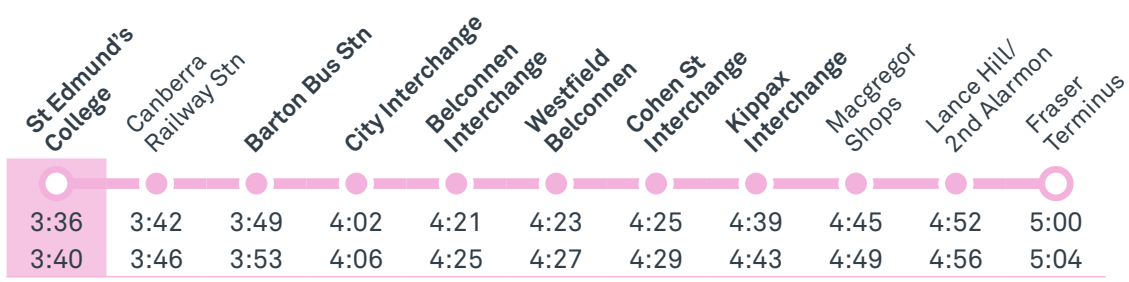 St Edmund's
College
Canberra
Railway Stn
Barton Bus Stn
City Interchange
Belconnen
Interchange
Westfield
Belconnen
Cohen St
Interchange
Kippax
Interchange
Macgregor
Shops
Lance Hill/
2nd Alarmon
Fraser
Terminus
3:36 3:42 3:49 4:02 4:21 4:23 4:25 4:39 4:45 4:52 5:00
3:40 3:46 3:53 4:06 4:25 4:27 4:29 4:43 4:49 4:56 5:04